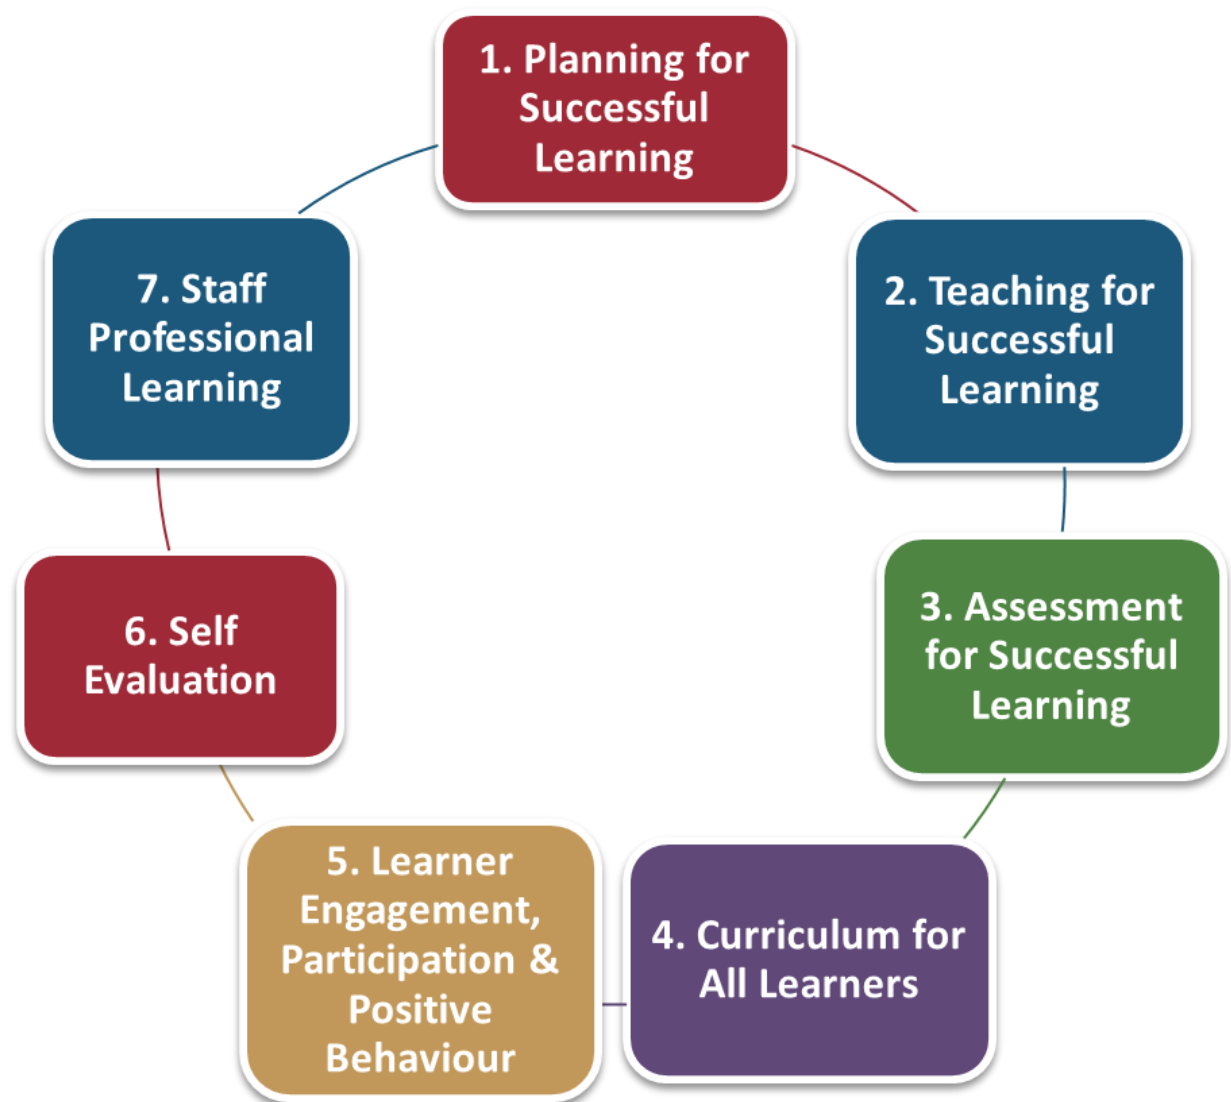 1. Planning for
Successful
Learning
2. Teaching for
Successful
Learning
3. Assessment
for Successful
Learning
4. Curriculum for
All Learners
5. Learner
Engagement,
Participation &
Positive
Behaviour
6. Self
Evaluation
7. Staff
Professional
Learning